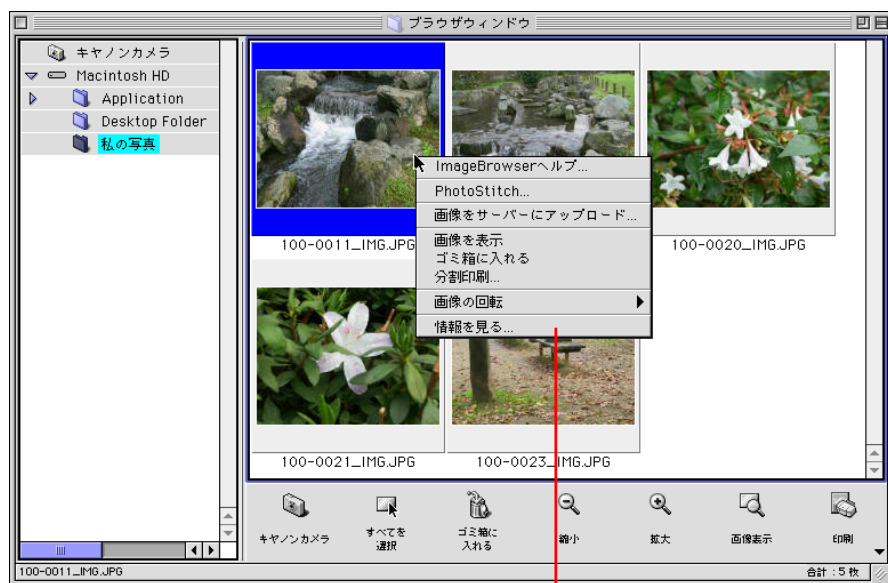 ブラウザウィンドウ
キヤノンカメラ
Macintosh HD
Application
Desktop Folder
私の写真
ImageBrowserヘルプ...
PhotoStitch...
画像をサーバーにアップロード...
画像を表示
ゴミ箱に入れる
分割印刷...
画像の回転
情報を見る...
100-0011_IMG.JPG
100-0020_IMG.JPG
100-0021_IMG.JPG
100-0023_IMG.JPG
キヤノンカメラ
すべてを
選択
ゴミ箱に
入れる
縮小
拡大
画像表示
印刷
100-0011_IMG.JPG
合計:5枚